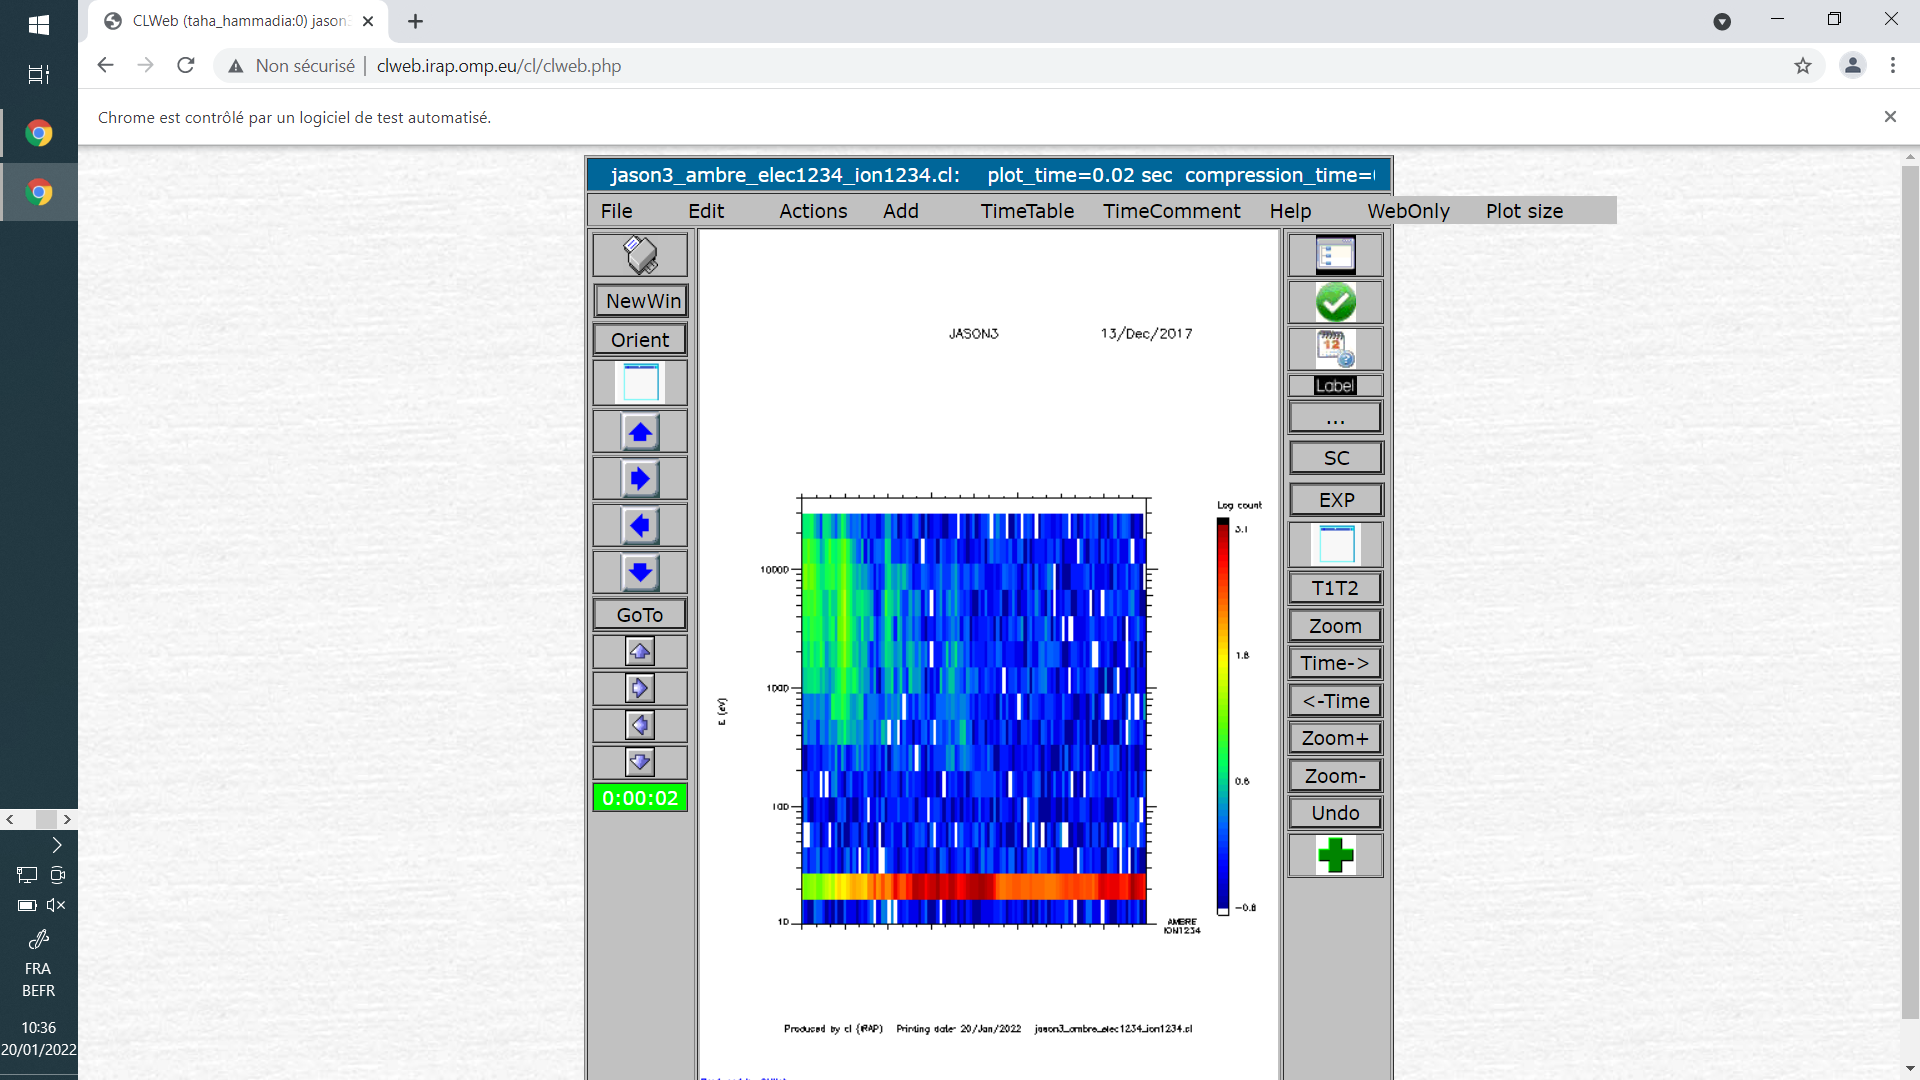 CLWeb (taha_hammadia:0) jason3
Non sécurisé | clweb.irap.omp.eu/cl/clweb.php
Chrome est contrôlé par un logiciel de test automatisé.
jason3_ambre_elec1234_ion1234.cl: plot_time=0.02 sec compression_time=
File Edit Actions Add TimeTable TimeComment Help WebOnly Plot size
NewWin
Orient
GoTo
0:00:02
JASON3 13/Dec/2017
Log count
3.1
1.8
0.6
-0.8
10000
1000
100
10
E (eV)
AMBRE
ION1234
Produced by cl (IRAP) Printing date: 20/Jan/2022 jason3_ambre_elec1234_ion1234.cl
12
Label
...
SC
EXP
T1T2
Zoom
Time->
<-Time
Zoom+
Zoom-
Undo
FRA
BEFR
10:36
20/01/2022